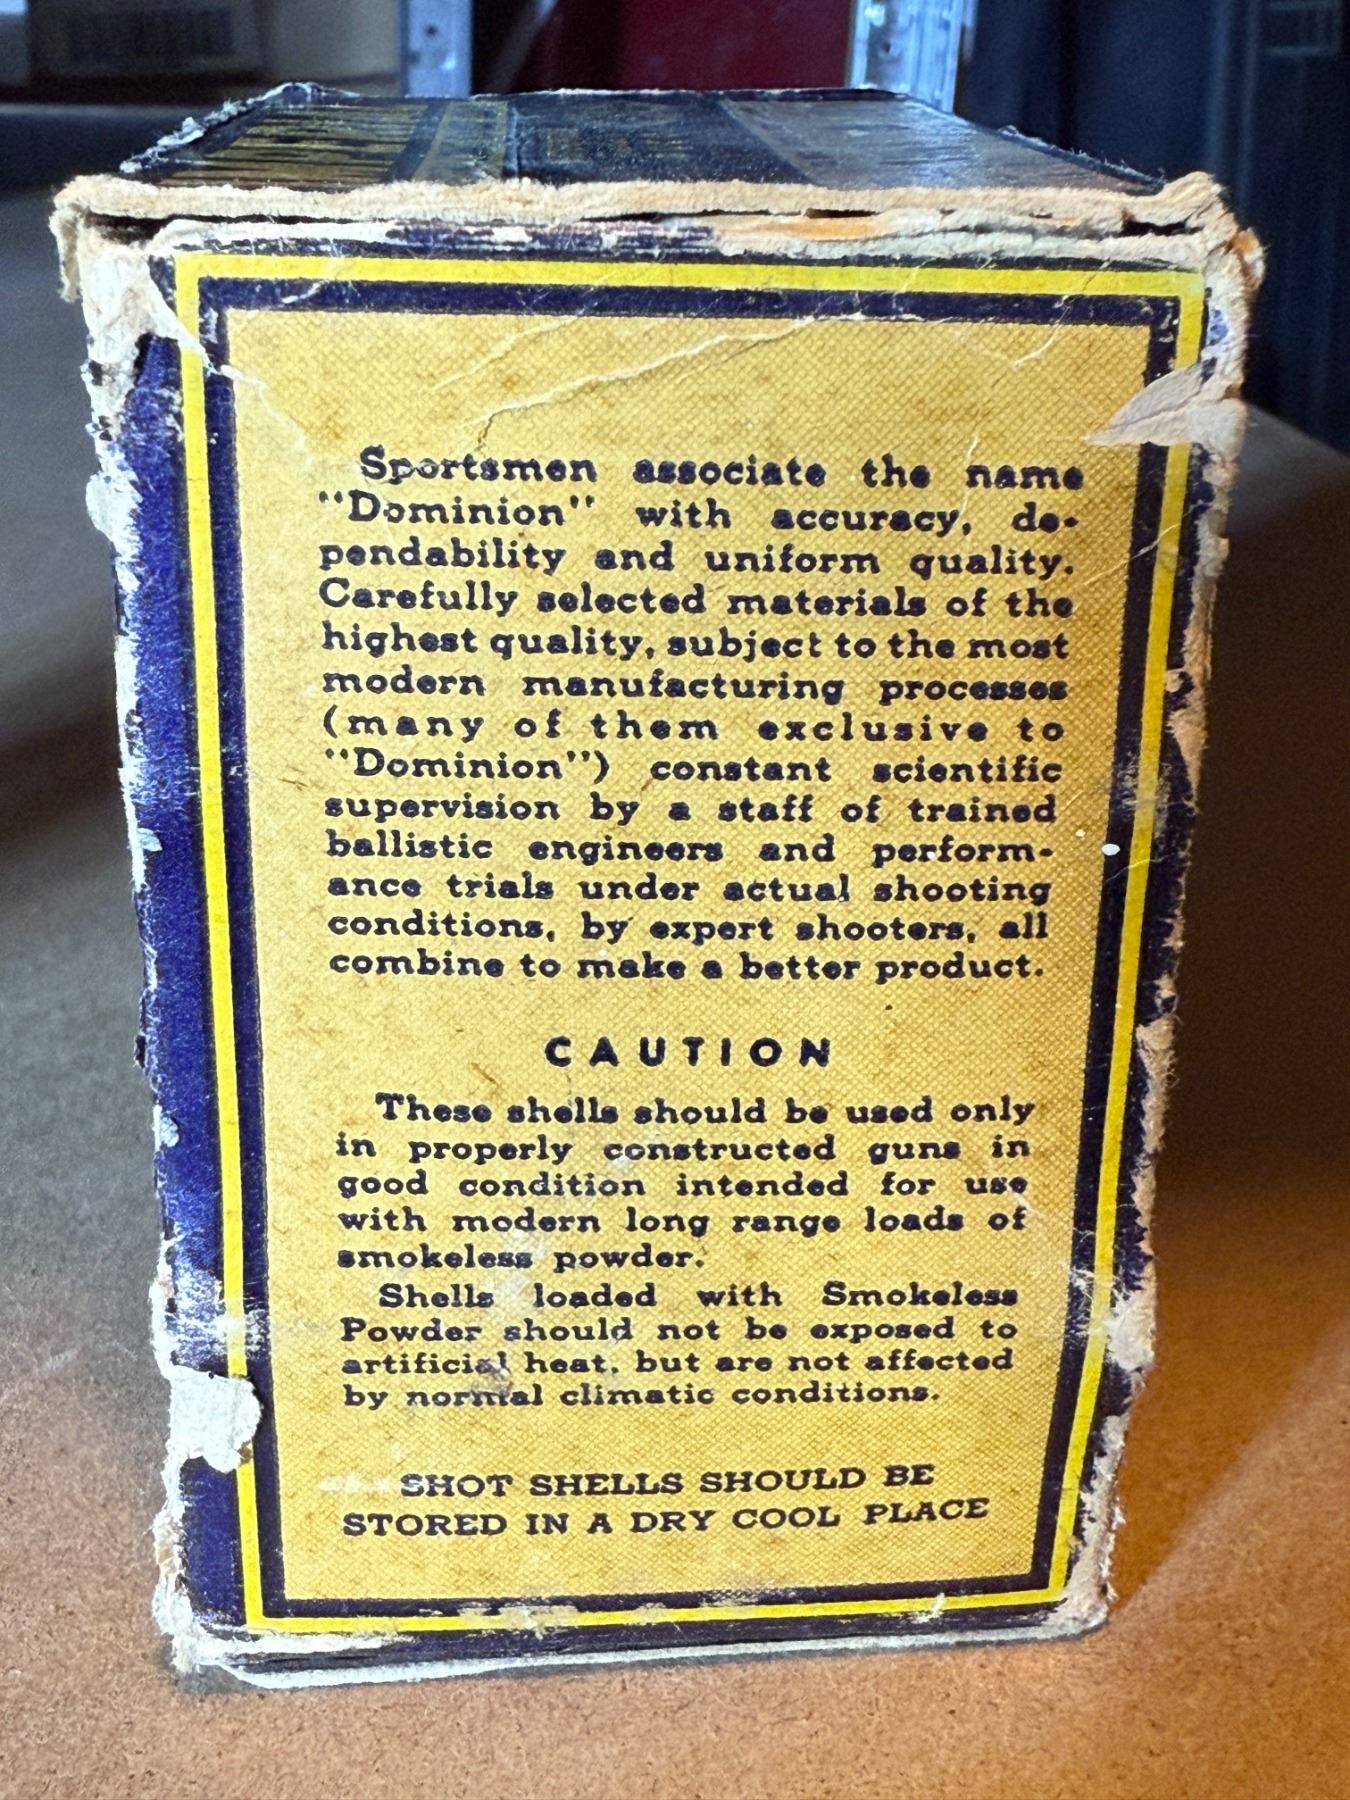 Sportsmen associate the name
"Dominion" with accuracy, de-
pendability and uniform quality.
Carefully selected materials of the
highest quality, subject to the most
modern manufacturing processes
(many of them exclusive to
"Dominion") constant scientific
supervision by a staff of trained
ballistic engineers and perform-
ance trials under actual shooting
conditions, by expert shooters, all
combine to make a better product.
CAUTION
These shells should be used only
in properly constructed guns in
good condition intended for use
with modern long range loads of
smokeless powder.
Shells loaded with Smokeless
Powder should not be exposed to
artificial heat, but are not affected
by normal climatic conditions.
SHOT SHELLS SHOULD BE
STORED IN A DRY COOL PLACE